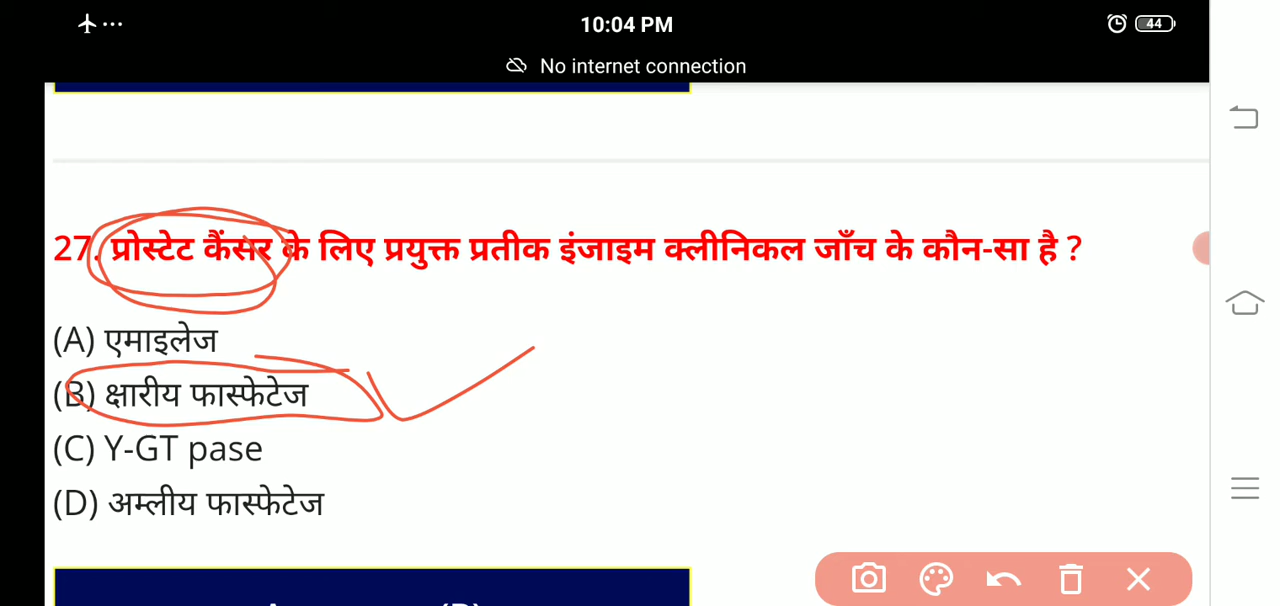 10:04 PM
44
No internet connection
27. प्रोस्टेट कैंसर के लिए प्रयुक्त प्रतीक इंजाइम क्लीनिकल जाँच के कौन-सा है ?
(A) एमाइलेज
(B) क्षारीय फास्फेटेज
(C) Y-GT pase
(D) अम्लीय फास्फेटेज